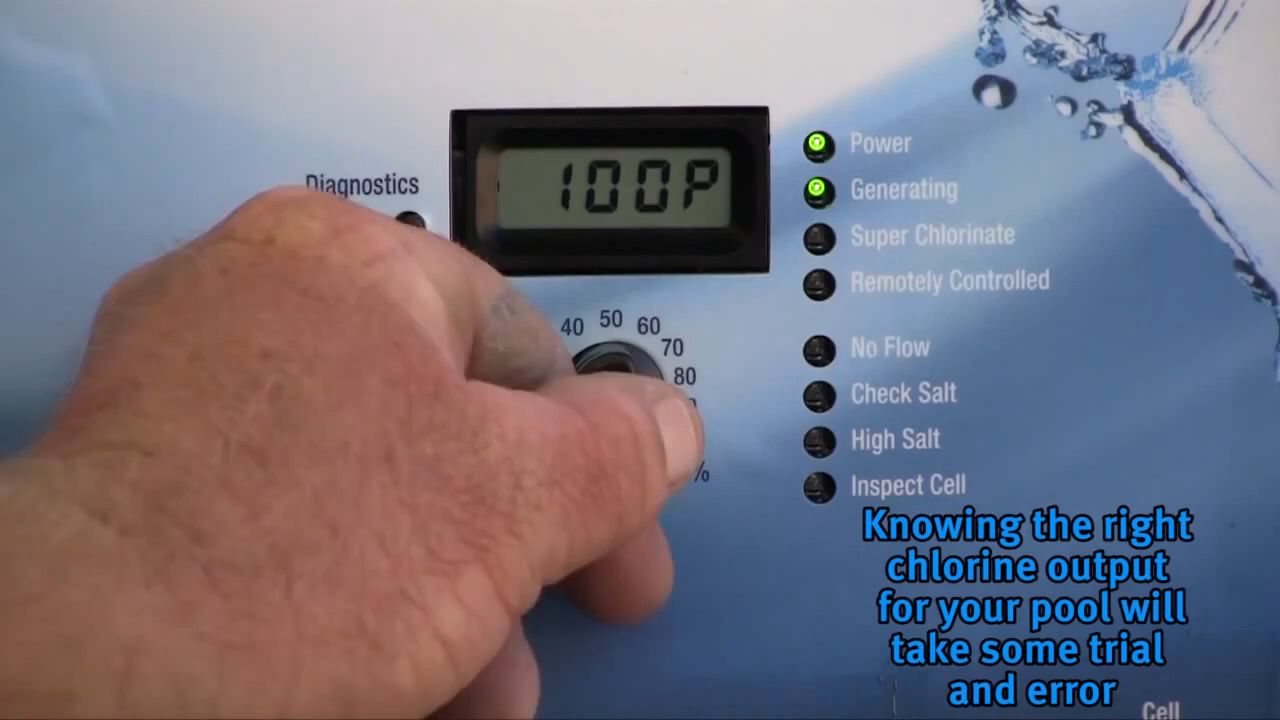 Diagnostics
100P
Power
Generating
Super Chlorinate
Remotely Controlled
40 50 60 70 80
%
No Flow
Check Salt
High Salt
Inspect Cell
Knowing the right
chlorine output
for your pool will
take some trial
and error
Cell